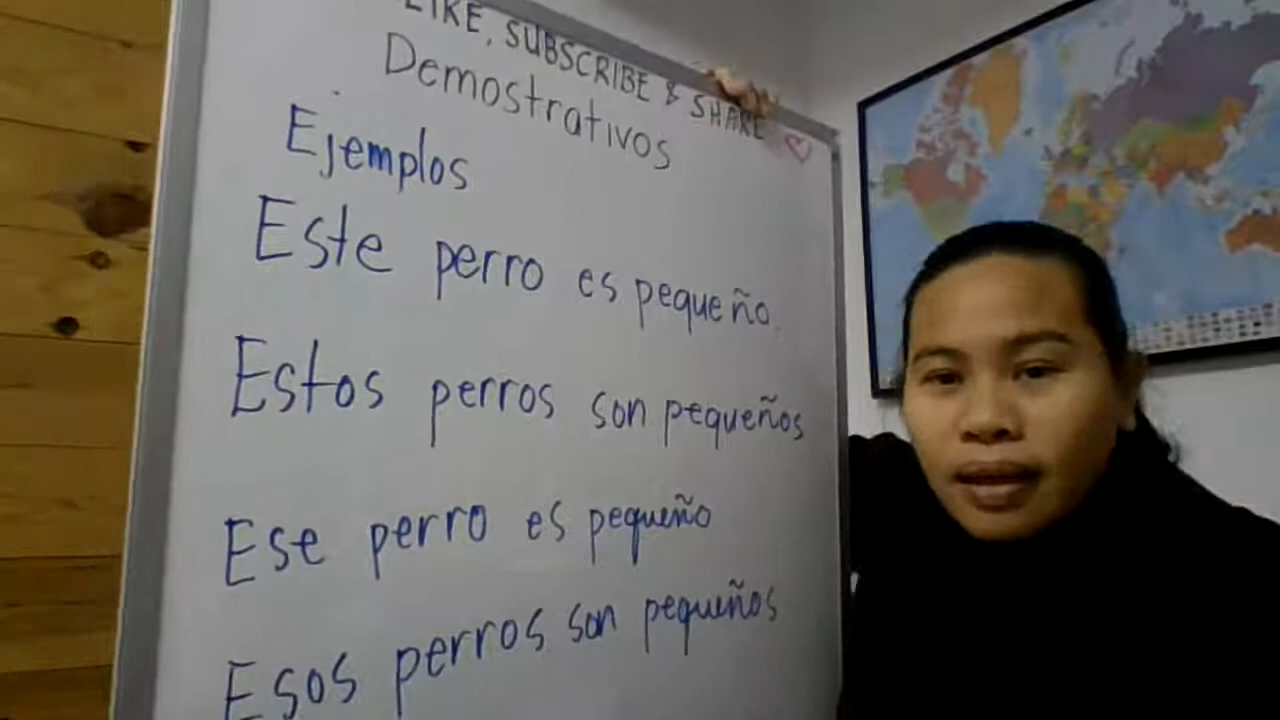 LIKE, SUBSCRIBE & SHARE
Demostrativos
Ejemplos
Este perro es pequeño.
Estos perros son pequeños
Ese perro es pequeño
Esos perros son pequeños